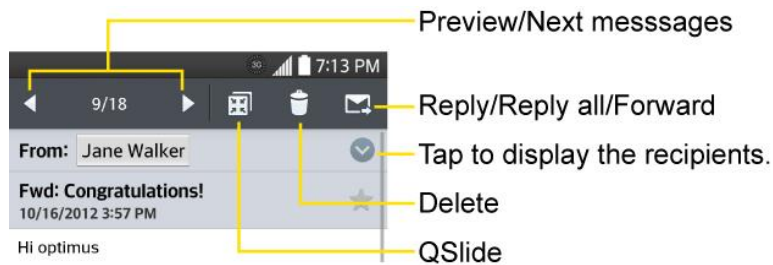 Preview/Next messsages
3G 7:13 PM
9/18
Reply/Reply all/Forward
From: Jane Walker
Tap to display the recipients.
Fwd: Congratulations!
10/16/2012 3:57 PM
Delete
Hi optimus
QSlide